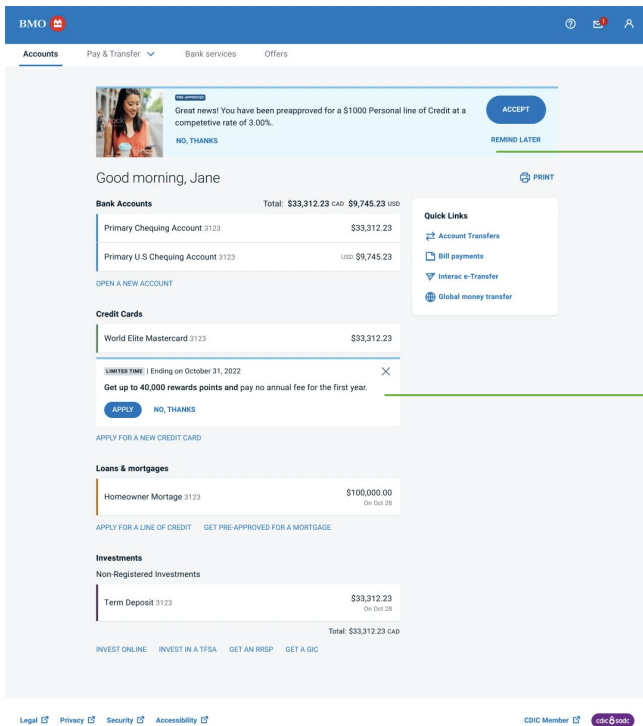 BMO
1
Accounts Pay & Transfer Bank services Offers
PRE-APPROVED
Great news! You have been preapproved for a $1000 Personal line of Credit at a
competetive rate of 3.00%.
NO, THANKS
ACCEPT
REMIND LATER
Good morning, Jane
PRINT
Bank Accounts Total: $33,312.23 CAD $9,745.23 USD
Primary Chequing Account 3123 $33,312.23
Primary U.S Chequing Account 3123 USD $9,745.23
OPEN A NEW ACCOUNT
Quick Links
Account Transfers
Bill payments
Interac e-Transfer
Global money transfer
Credit Cards
World Elite Mastercard 3123 $33,312.23
LIMITED TIME | Ending on October 31, 2022
Get up to 40,000 rewards points and pay no annual fee for the first year.
APPLY NO, THANKS
APPLY FOR A NEW CREDIT CARD
Loans & mortgages
Homeowner Mortage 3123 $100,000.00
On Oct 28
APPLY FOR A LINE OF CREDIT GET PRE-APPROVED FOR A MORTGAGE
Investments
Non-Registered Investments
Term Deposit 3123 $33,312.23
On Oct 28
Total: $33,312.23 CAD
INVEST ONLINE INVEST IN A TFSA GET AN RRSP GET A GIC
Legal Privacy Security Accessibility CDIC Member cdic sadc